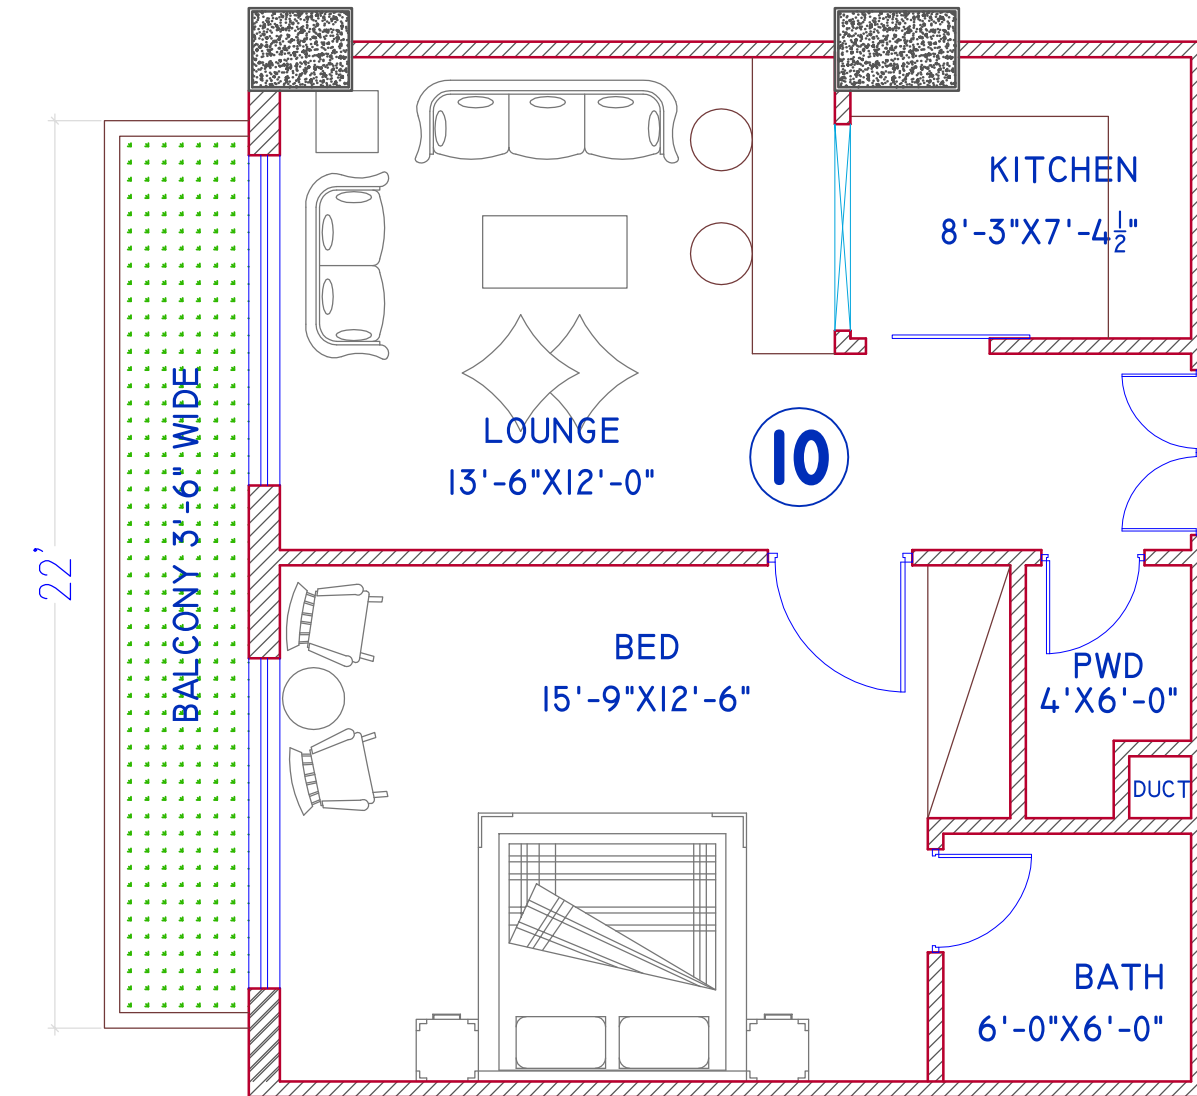 KITCHEN
8'-3"X7'-4½"
LOUNGE
13'-6"X12'-0"
10
BALCONY 3'-6" WIDE
22'
BED
15'-9"X12'-6"
PWD
4'X6'-0"
DUCT
BATH
6'-0"X6'-0"